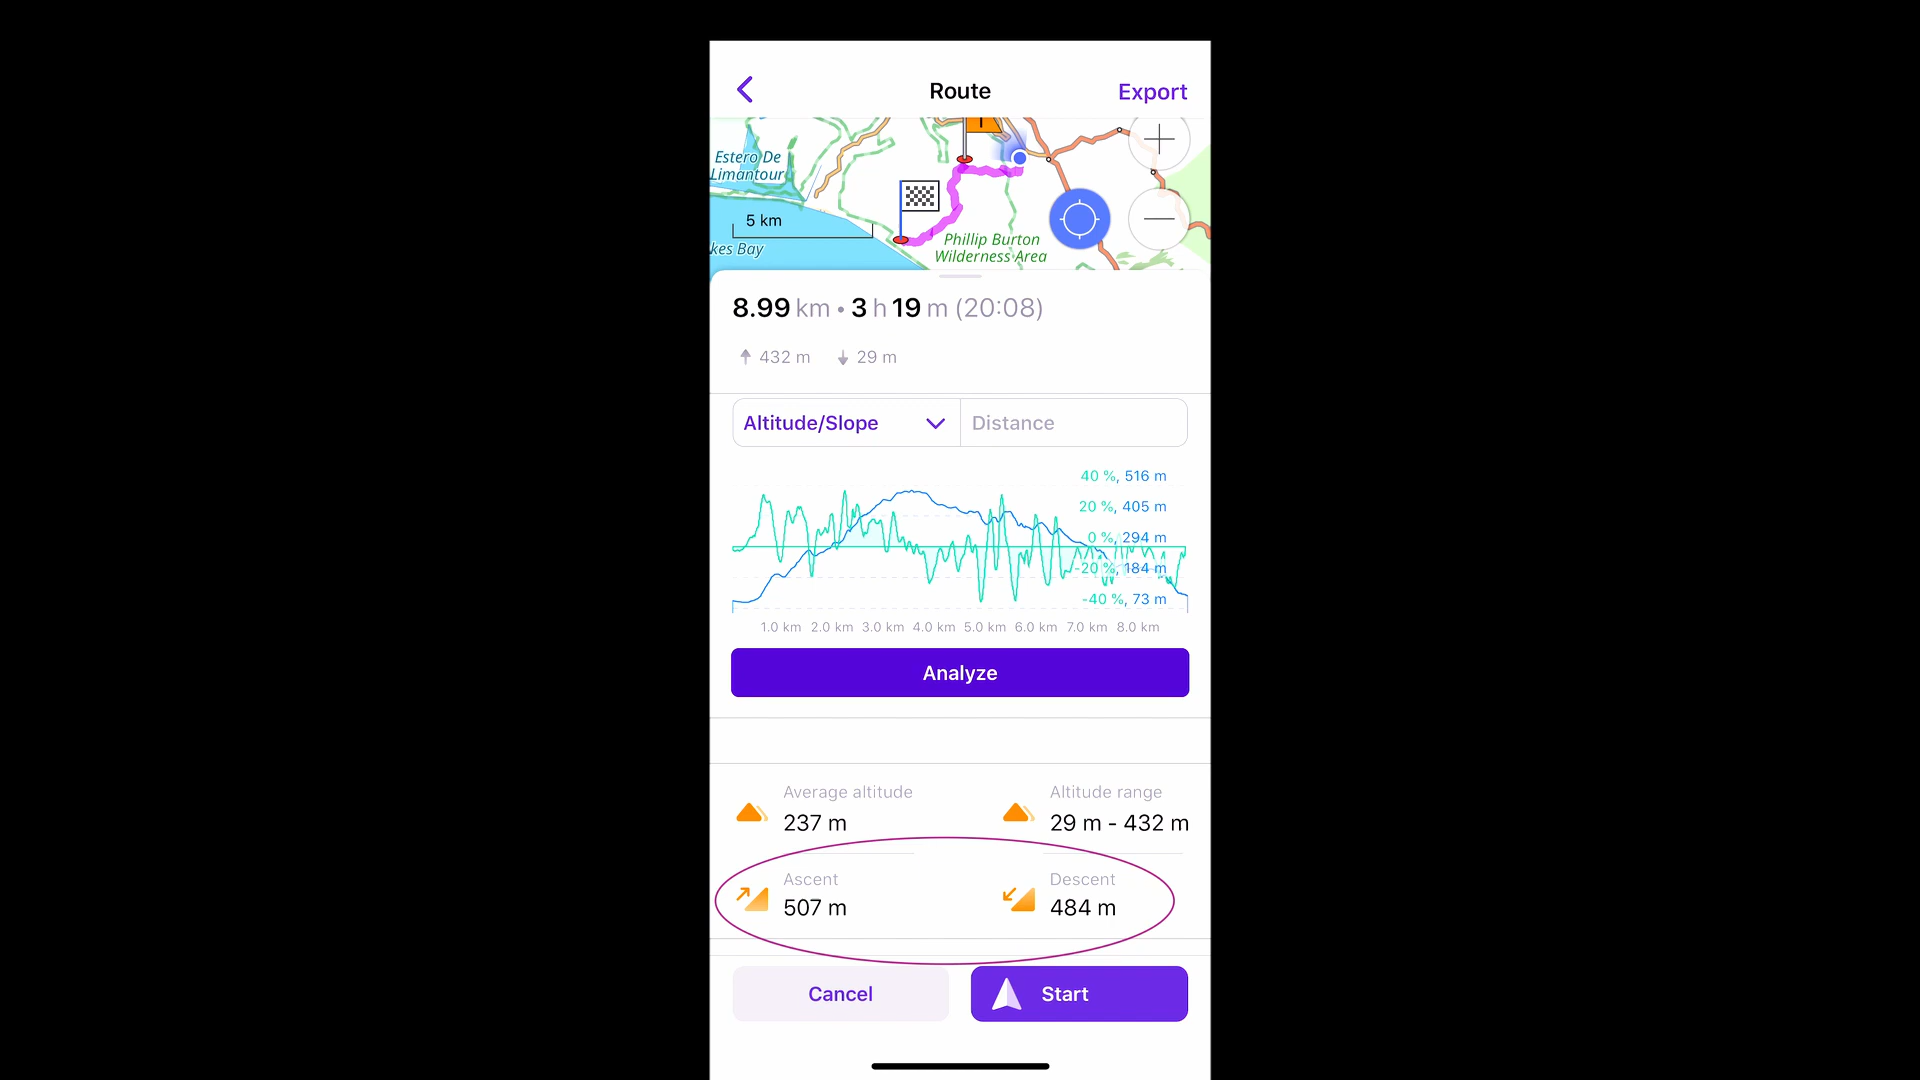 Route
Export
Estero De
Limantour
5 km
kes Bay
Phillip Burton
Wilderness Area
8.99 km • 3 h 19 m (20:08)
432 m 29 m
Altitude/Slope
Distance
40 %, 516 m
20 %, 405 m
0 %, 294 m
-20 %, 184 m
-40 %, 73 m
1.0 km 2.0 km 3.0 km 4.0 km 5.0 km 6.0 km 7.0 km 8.0 km
Analyze
Average altitude
237 m
Altitude range
29 m - 432 m
Ascent
507 m
Descent
484 m
Cancel
Start